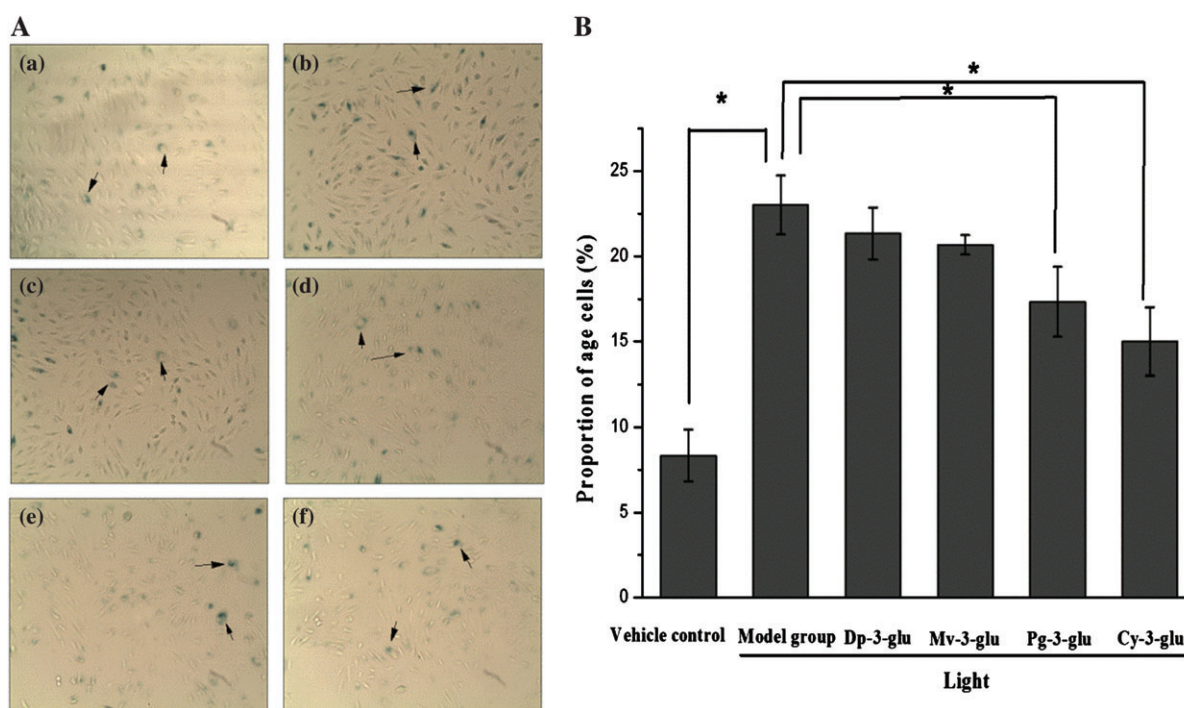 A
(a)
(b)
(c)
(d)
(e)
(f)
B
*
*
*
Proportion of age cells (%)
25
20
15
10
5
0
Vehicle control Model group Dp-3-glu Mv-3-glu Pg-3-glu Cy-3-glu
Light